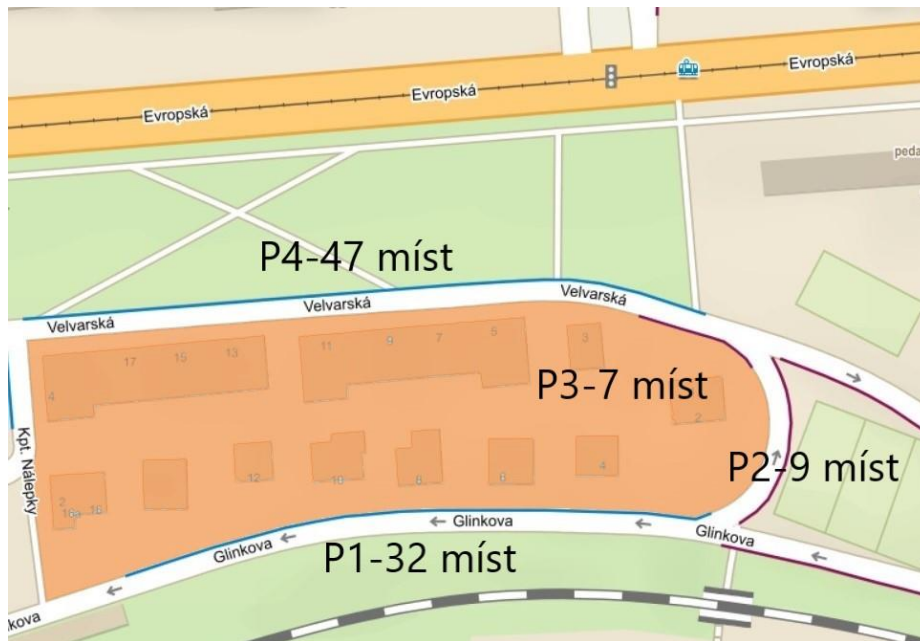 Evropská
Evropská
Evropská
peda
P4-47 míst
Velvarská
Velvarská
Velvarská
17 15 13
11 9 7 5
3
4
P3-7 míst
2
Kpt. Nálepky
12
10
8
6
4
2
16
P2-9 míst
Glinkova
Glinkova
Glinkova
P1-32 míst
kova